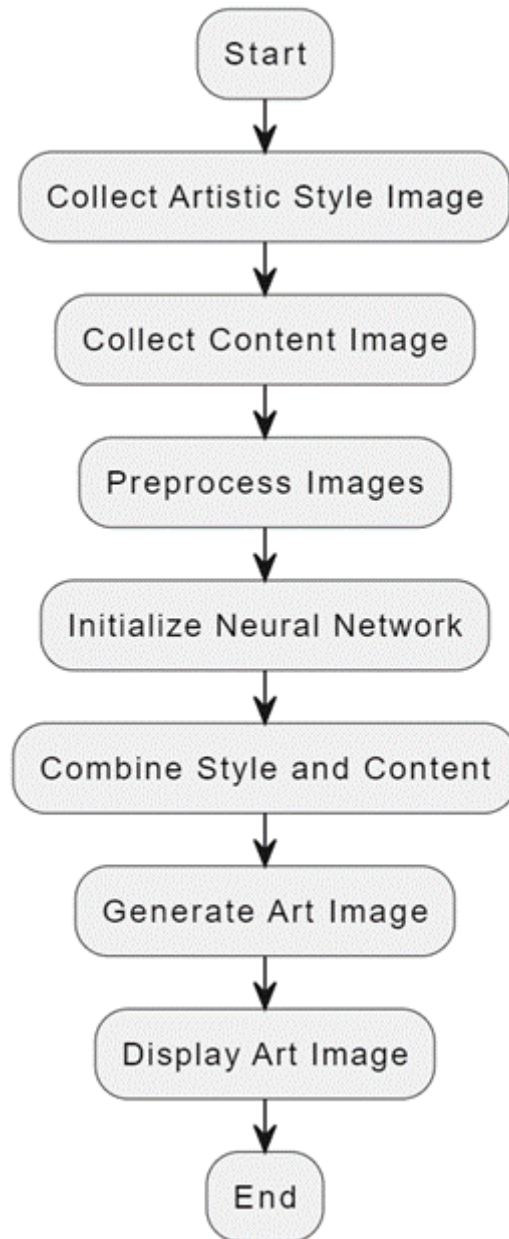 Start
Collect Artistic Style Image
Collect Content Image
Preprocess Images
Initialize Neural Network
Combine Style and Content
Generate Art Image
Display Art Image
End